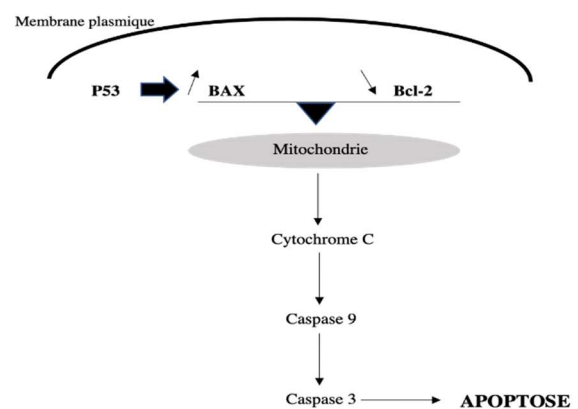 Membrane plasmique
P53 BAX Bcl-2
Mitochondrie
Cytochrome C
Caspase 9
Caspase 3 APOPTOSE